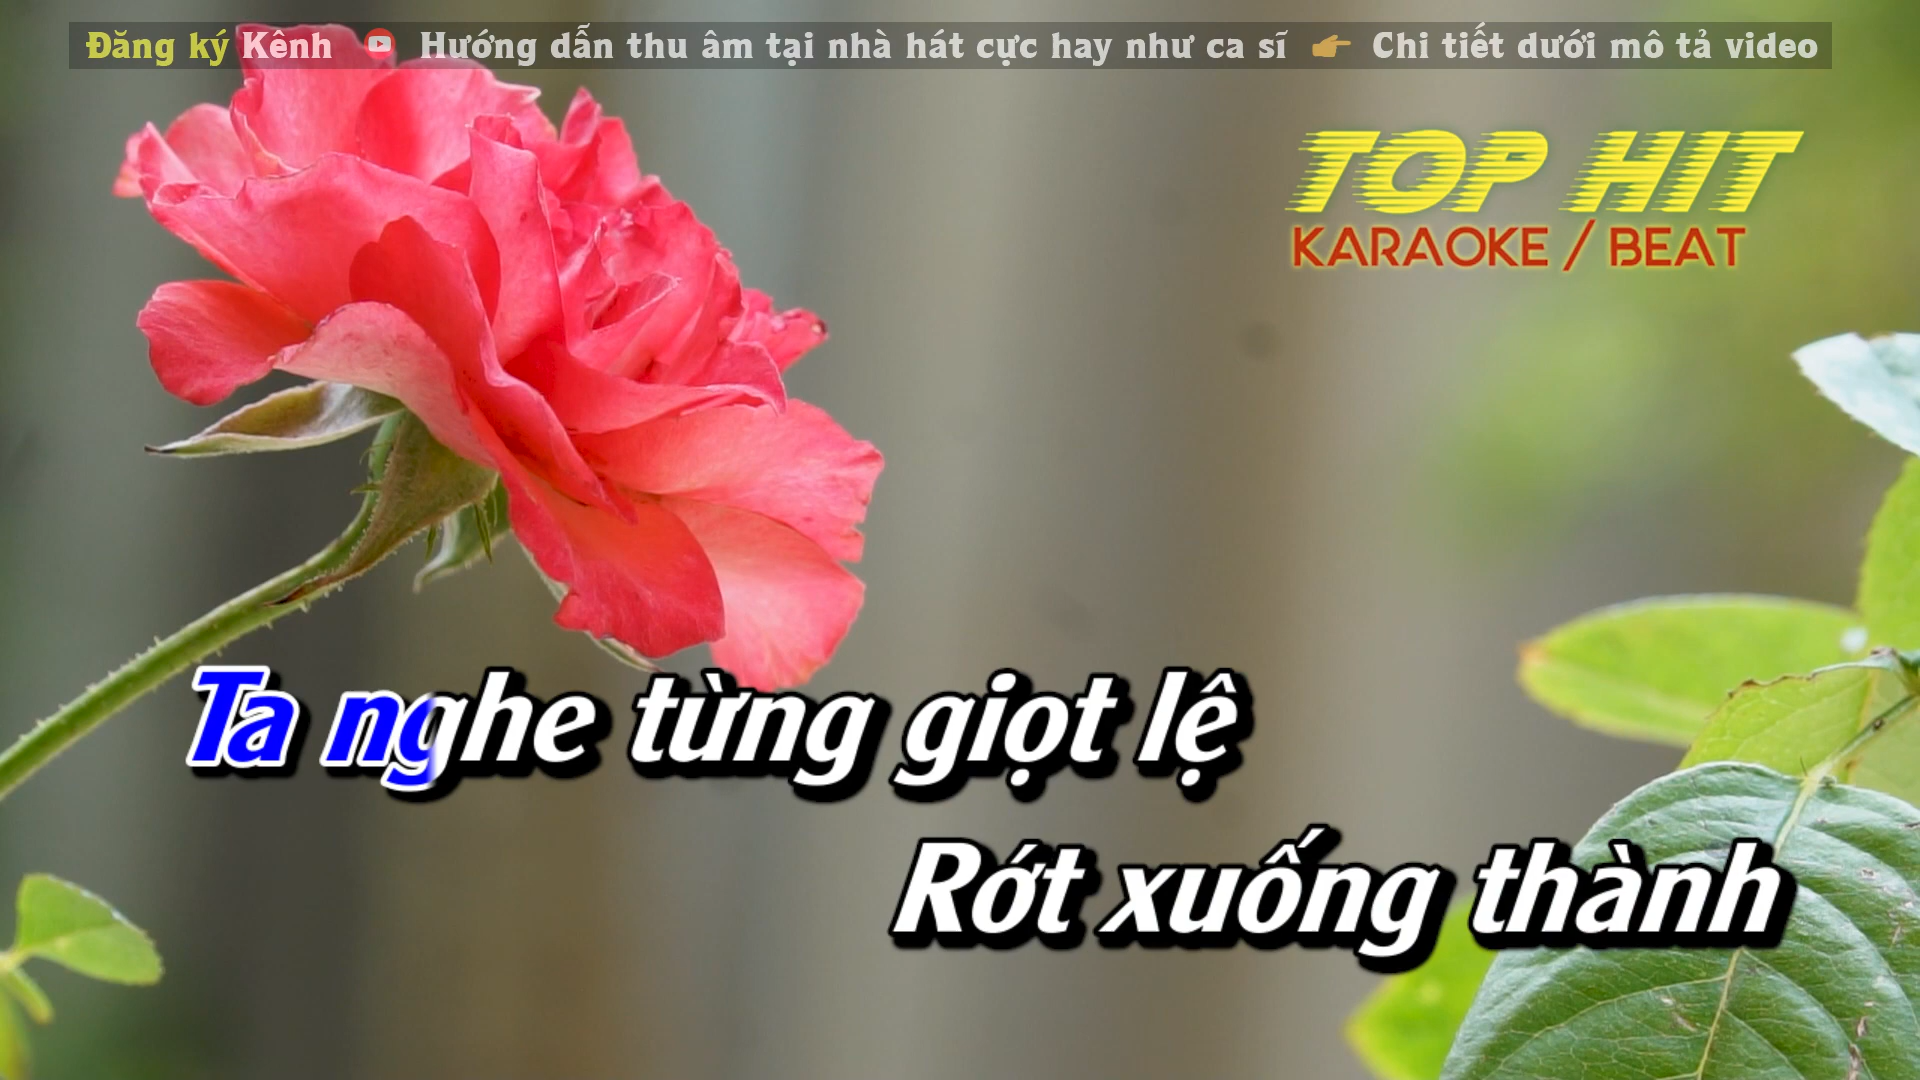 Đăng ký Kênh Hướng dẫn thu âm tại nhà hát cực hay như ca sĩ Chi tiết dưới mô tả video
TOP HIT
KARAOKE / BEAT
Ta nghe từng giọt lệ
Rớt xuống thành